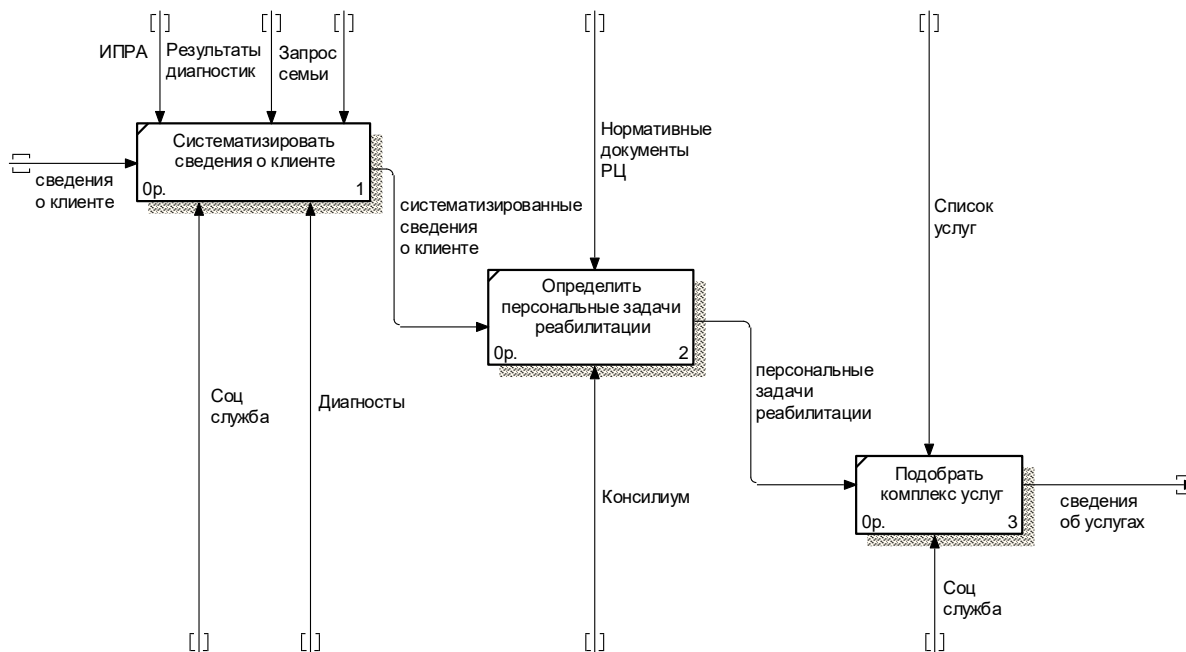 ИПРА
Результаты
диагностик
Запрос
семьи
Систематизировать
сведения о клиенте
0р.
1
сведения
о клиенте
систематизированные
сведения
о клиенте
Нормативные
документы
РЦ
Список
услуг
Определить
персональные задачи
реабилитации
0р.
2
Соц
служба
Диагносты
персональные
задачи
реабилитации
Консилиум
Подобрать
комплекс услуг
0р.
3
сведения
об услугах
Соц
служба